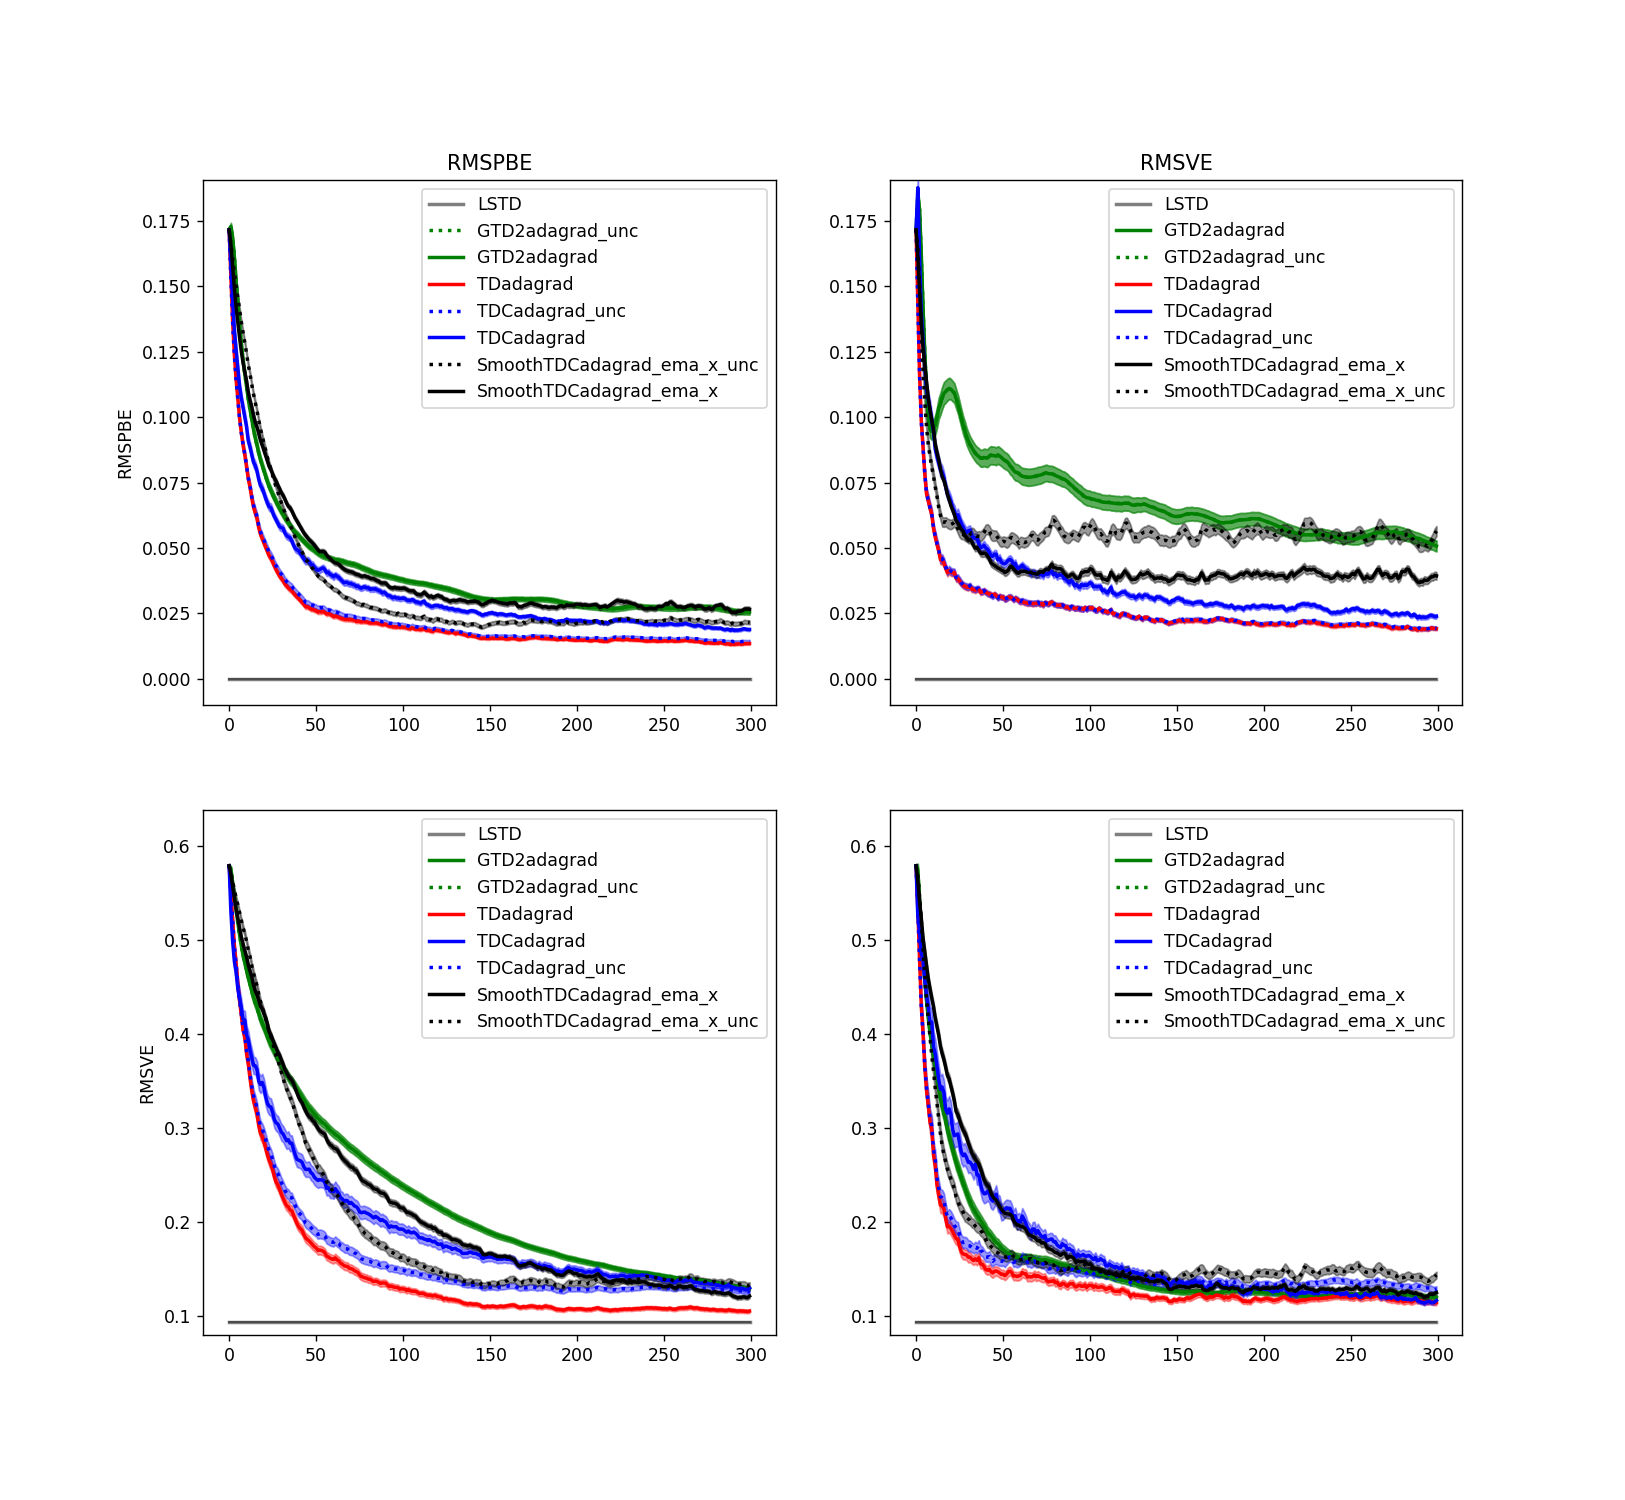 RMSPBE
RMSPBE
0.175
0.150
0.125
0.100
0.075
0.050
0.025
0.000
0 50 100 150 200 250 300
LSTD
GTD2adagrad_unc
GTD2adagrad
TDadagrad
TDCadagrad_unc
TDCadagrad
SmoothTDCadagrad_ema_x_unc
SmoothTDCadagrad_ema_x
RMSVE
0.175
0.150
0.125
0.100
0.075
0.050
0.025
0.000
0 50 100 150 200 250 300
LSTD
GTD2adagrad
GTD2adagrad_unc
TDadagrad
TDCadagrad
TDCadagrad_unc
SmoothTDCadagrad_ema_x
SmoothTDCadagrad_ema_x_unc
RMSVE
0.6
0.5
0.4
0.3
0.2
0.1
0 50 100 150 200 250 300
LSTD
GTD2adagrad
GTD2adagrad_unc
TDadagrad
TDCadagrad
TDCadagrad_unc
SmoothTDCadagrad_ema_x
SmoothTDCadagrad_ema_x_unc
0.6
0.5
0.4
0.3
0.2
0.1
0 50 100 150 200 250 300
LSTD
GTD2adagrad
GTD2adagrad_unc
TDadagrad
TDCadagrad
TDCadagrad_unc
SmoothTDCadagrad_ema_x
SmoothTDCadagrad_ema_x_unc